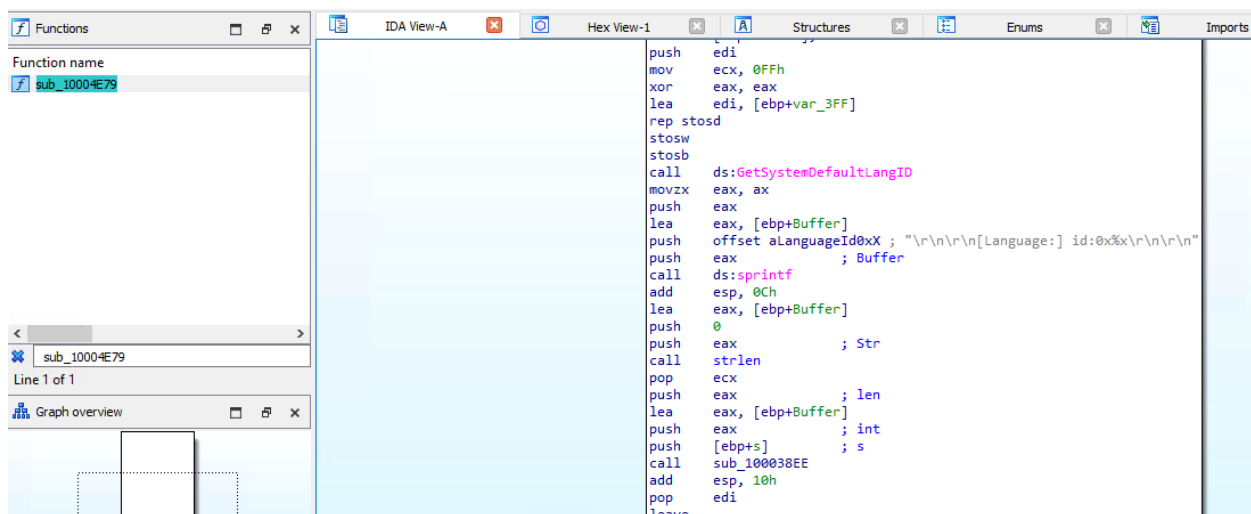 Functions
IDA View-A
Hex View-1
Structures
Enums
Imports
Function name
sub_10004E79
push edi
mov ecx, 0FFh
xor eax, eax
lea edi, [ebp+var_3FF]
rep stosd
stosw
stosb
call ds:GetSystemDefaultLangID
movzx eax, ax
push eax
lea eax, [ebp+Buffer]
push offset aLanguageId0xX ; "\r\n\r\n[Language:] id:0x%x\r\n\r\n"
push eax ; Buffer
call ds:sprintf
add esp, 0Ch
lea eax, [ebp+Buffer]
push 0
push eax ; Str
call strlen
pop ecx
push eax ; len
lea eax, [ebp+Buffer]
push eax ; int
push [ebp+s] ; s
call sub_100038EE
add esp, 10h
pop edi
leave
sub_10004E79
Line 1 of 1
Graph overview